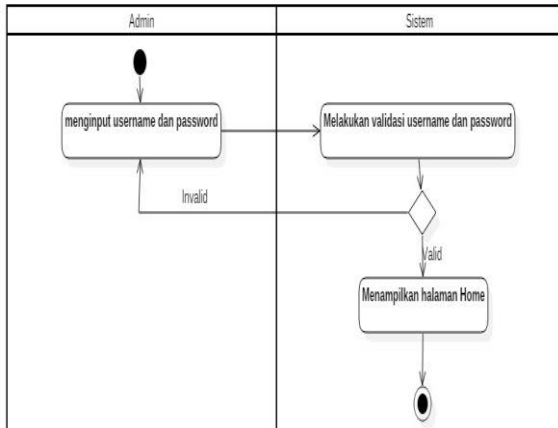 Admin
Sistem
menginput username dan password
Melakukan validasi username dan password
Invalid
Valid
Menampilkan halaman Home